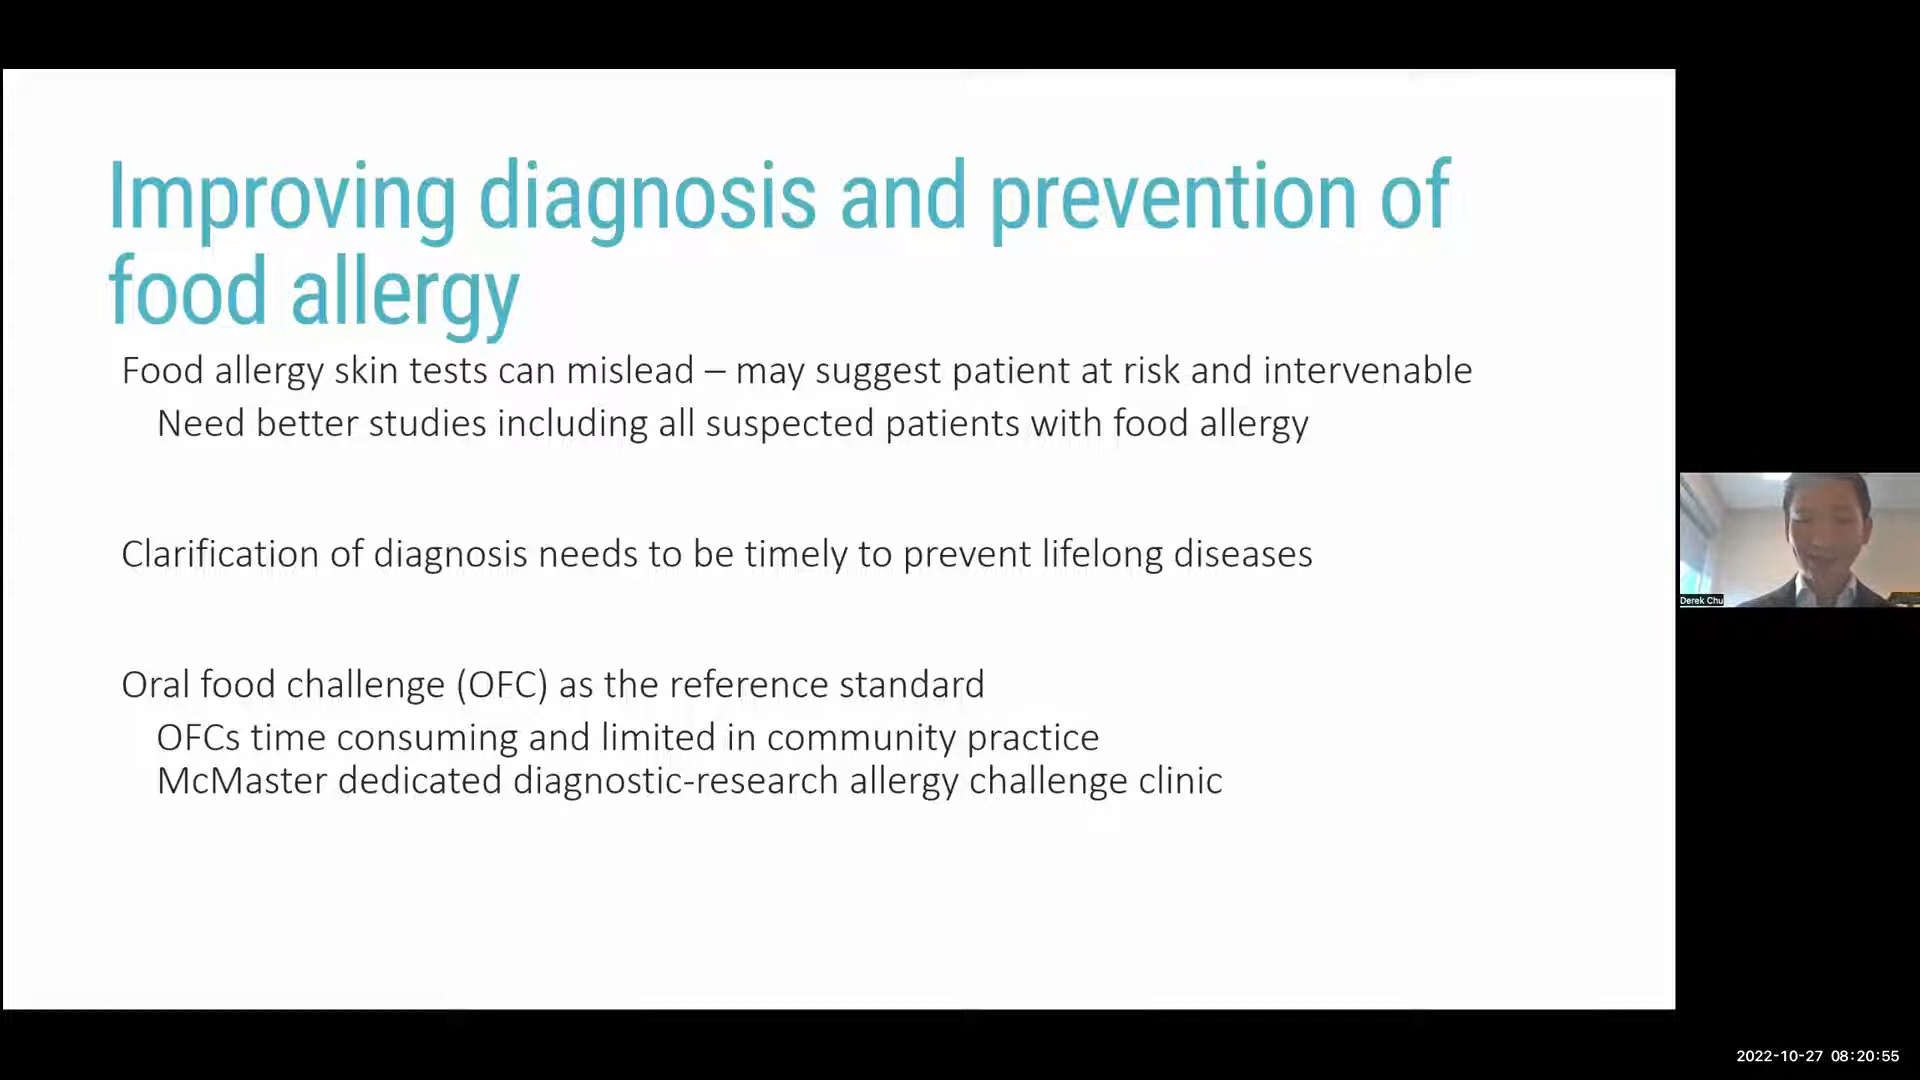 Improving diagnosis and prevention of
food allergy
Food allergy skin tests can mislead – may suggest patient at risk and intervenable
Need better studies including all suspected patients with food allergy
Clarification of diagnosis needs to be timely to prevent lifelong diseases
Oral food challenge (OFC) as the reference standard
OFCs time consuming and limited in community practice
McMaster dedicated diagnostic-research allergy challenge clinic
Derek Chu
2022-10-27 08:20:55